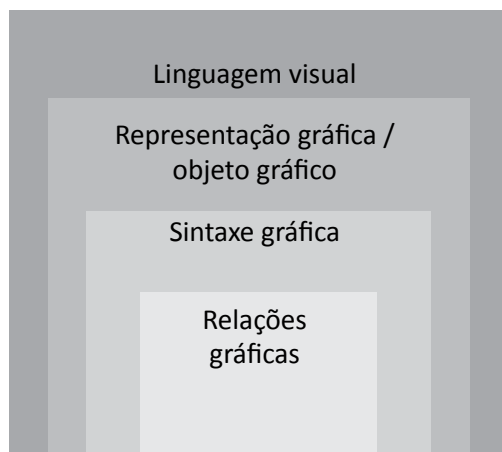 Linguagem visual
Representação gráfica /
objeto gráfico
Sintaxe gráfica
Relações
gráficas